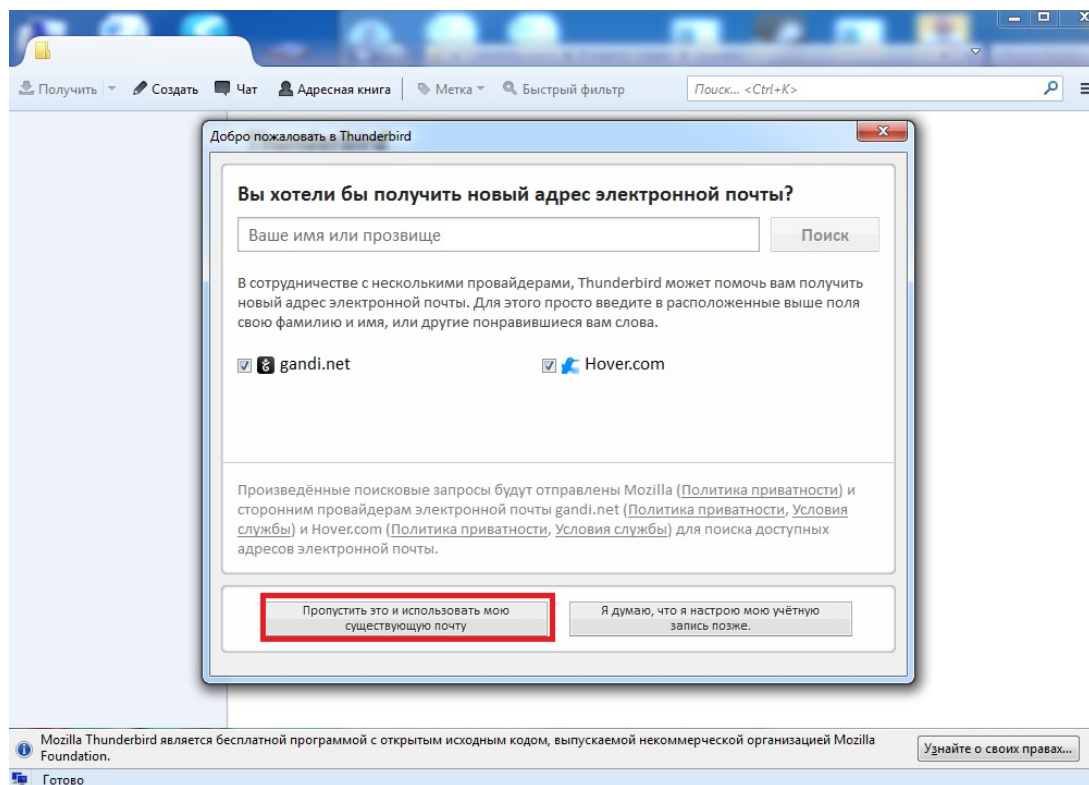 Получить Создать Чат Адресная книга Метка Быстрый фильтр Поиск... <Ctrl+K>
Добро пожаловать в Thunderbird
Вы хотели бы получить новый адрес электронной почты?
Ваше имя или прозвище Поиск
В сотрудничестве с несколькими провайдерами, Thunderbird может помочь вам получить
новый адрес электронной почты. Для этого просто введите в расположенные выше поля
свою фамилию и имя, или другие понравившиеся вам слова.
gandi.net Hover.com
Произведённые поисковые запросы будут отправлены Mozilla (Политика приватности) и
сторонним провайдерам электронной почты gandi.net (Политика приватности, Условия
службы) и Hover.com (Политика приватности, Условия службы) для поиска доступных
адресов электронной почты.
Пропустить это и использовать мою
существующую почту
Я думаю, что я настрою мою учётную
запись позже.
Mozilla Thunderbird является бесплатной программой с открытым исходным кодом, выпускаемой некоммерческой организацией Mozilla
Foundation.
Узнайте о своих правах...
Готово